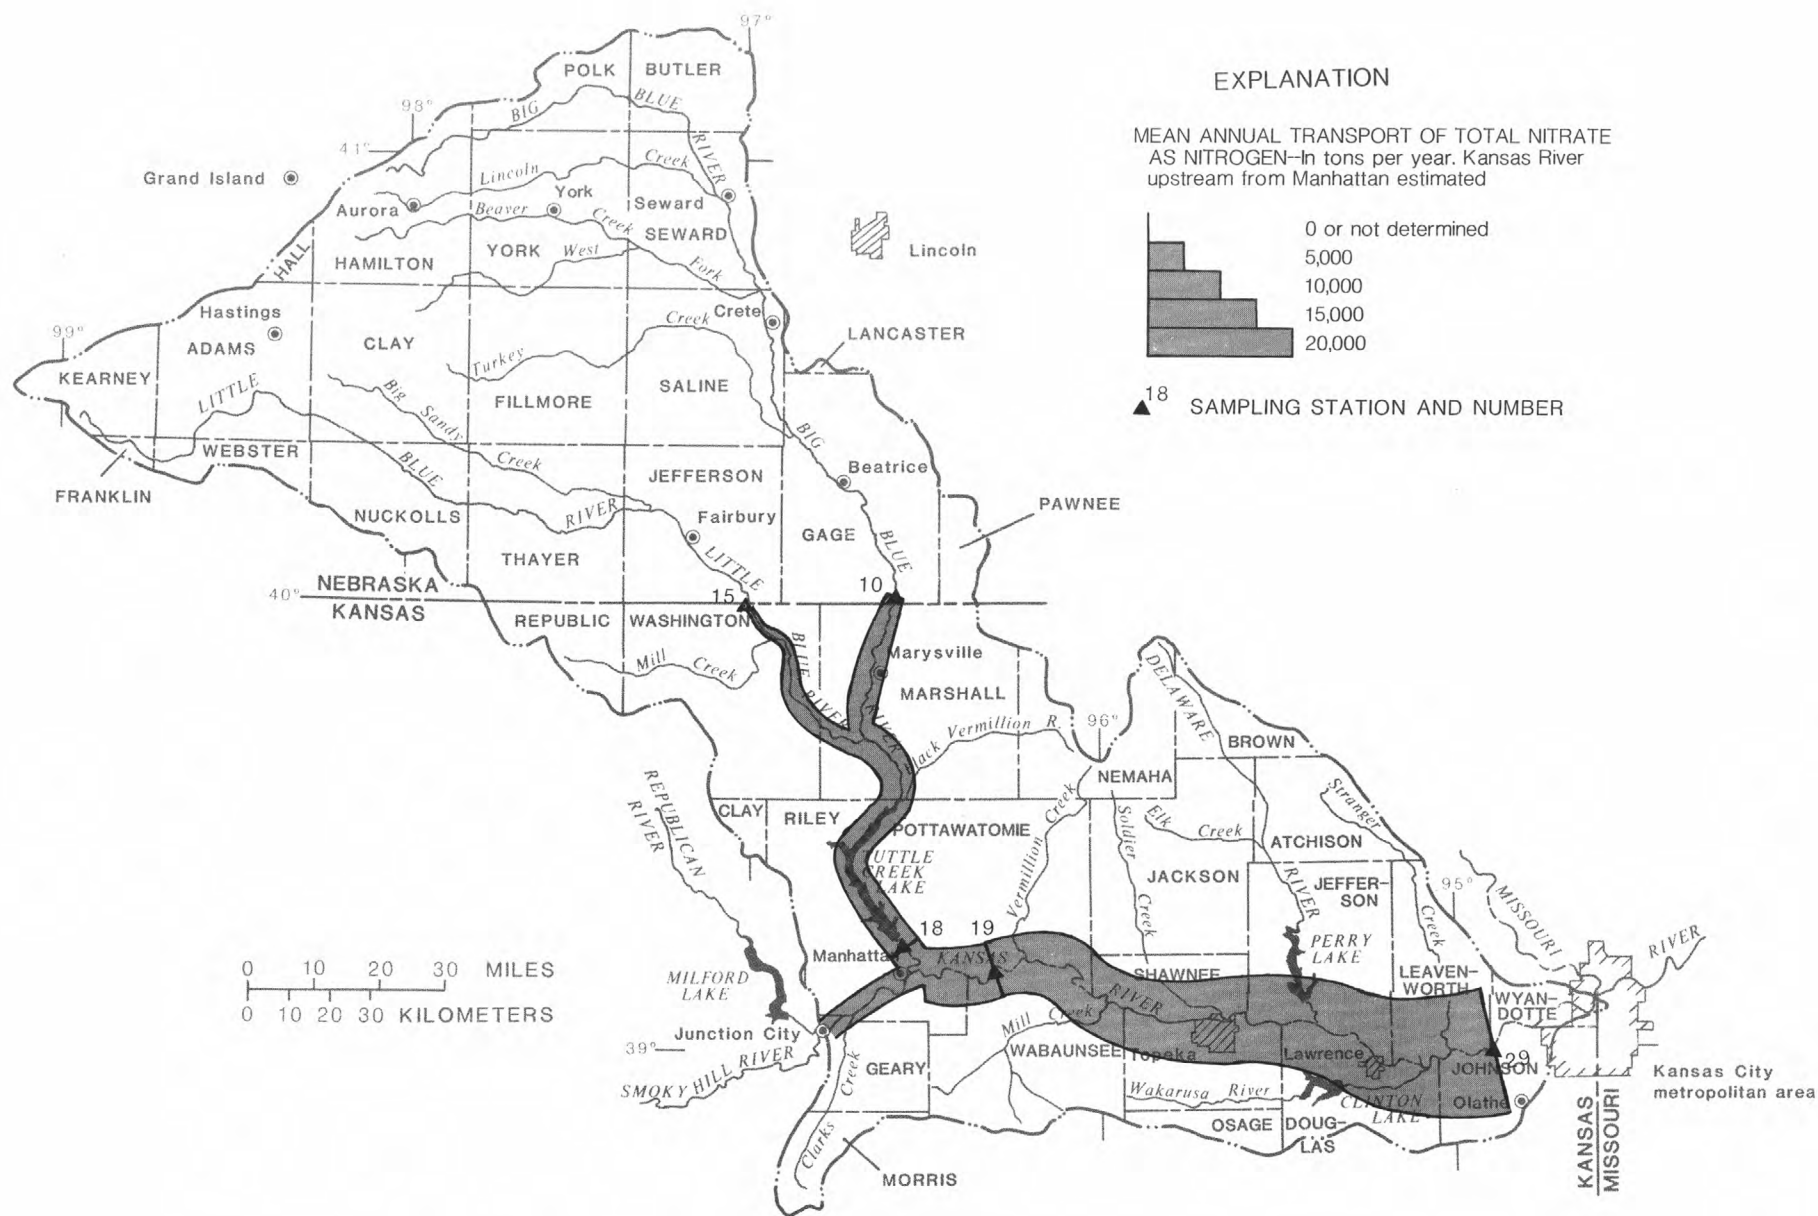 97°
POLK
BUTLER
98°
BIG
BLUE
RIVER
41°
Grand Island
Lincoln
Creek
Aurora
York
Seward
Beaver
Creek
SEWARD
Lincoln
HALL
HAMILTON
YORK
West
Fork
99°
Hastings
ADAMS
CLAY
Creek
Crete
LANCASTER
KEARNEY
LITTLE
Turkey
Big
Sandy
Creek
FILLMORE
SALINE
WEBSTER
BLUE
BIG
Beatrice
FRANKLIN
JEFFERSON
NUCKOLLS
RIVER
Fairbury
GAGE
BLUE
PAWNEE
THAYER
LITTLE
NEBRASKA
40°
KANSAS
15
10
REPUBLIC
WASHINGTON
BLUE
RIVER
Mill
Creek
Marysville
MARSHALL
RIVER
Black Vermillion R.
96°
DELAWARE
BROWN
NEMAHA
REPUBLICAN
RIVER
CLAY
RILEY
POTTAWATOMIE
Vermillion
Creek
Soldier
Creek
Elk
Creek
Stranger
Creek
ATCHISON
TUTTLE
CREEK
LAKE
JACKSON
RIVER
JEFFER-
SON
95°
MISSOURI
RIVER
18
19
Manhattan
KANSAS
SHAWNEE
PERRY
LAKE
LEAVEN-
WORTH
WYAN-
DOTTE
MILFORD
LAKE
RIVER
Junction City
39°
SMOKY HILL RIVER
Creek
Clarks
GEARY
Mill
Creek
WABAUNSEE
Topeka
Lawrence
JOHNSON
29
Wakarusa River
CLINTON
LAKE
Olathe
Kansas City
metropolitan area
OSAGE
DOUG-
LAS
MORRIS
KANSAS
MISSOURI
0 10 20 30 MILES
0 10 20 30 KILOMETERS
EXPLANATION
MEAN ANNUAL TRANSPORT OF TOTAL NITRATE
AS NITROGEN--In tons per year. Kansas River
upstream from Manhattan estimated
0 or not determined
5,000
10,000
15,000
20,000
18 SAMPLING STATION AND NUMBER